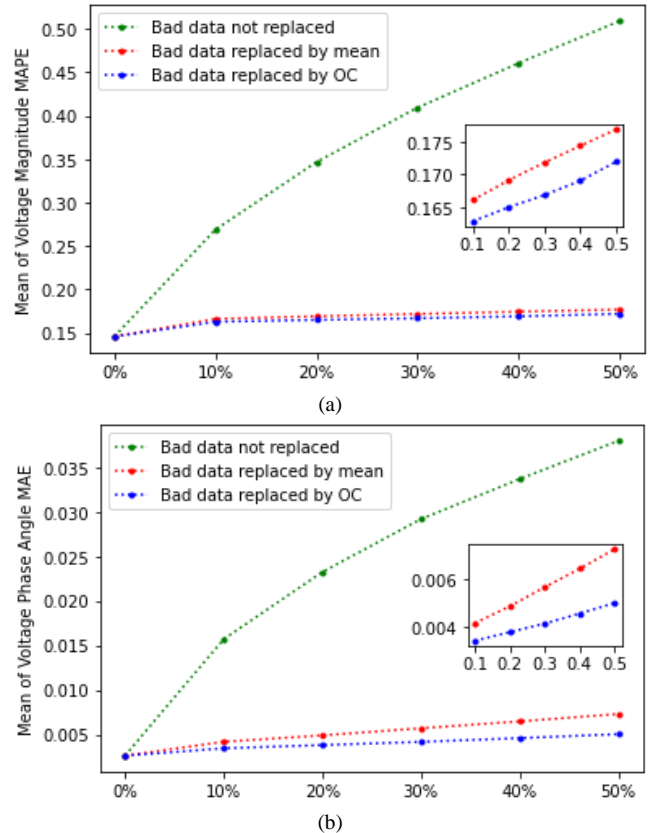 Mean of Voltage Magnitude MAPE
0.50
0.45
0.40
0.35
0.30
0.25
0.20
0.15
Bad data not replaced
Bad data replaced by mean
Bad data replaced by OC
0.175
0.170
0.165
0.1 0.2 0.3 0.4 0.5
0% 10% 20% 30% 40% 50%
(a)
Mean of Voltage Phase Angle MAE
0.035
0.030
0.025
0.020
0.015
0.010
0.005
Bad data not replaced
Bad data replaced by mean
Bad data replaced by OC
0.006
0.004
0.1 0.2 0.3 0.4 0.5
0% 10% 20% 30% 40% 50%
(b)